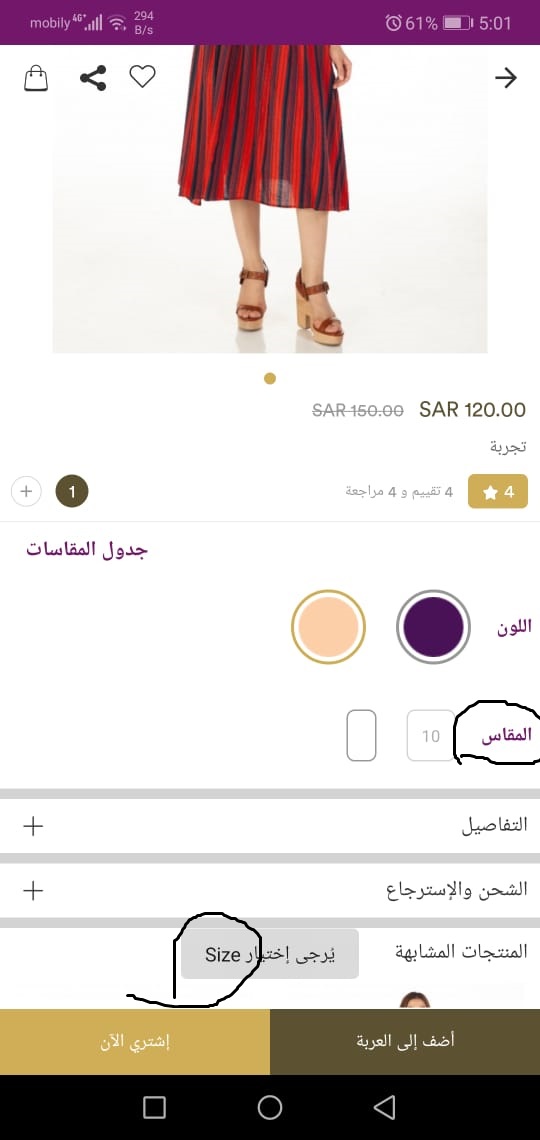 mobily 4G+ 294 B/s 61% 5:01
SAR 150.00 SAR 120.00
تجربة
4 4 تقييم و 4 مراجعة 1 +
جدول المقاسات
اللون
المقاس 10
التفاصيل
الشحن والإسترجاع
المنتجات المشابهة
يُرجى إختيار Size
أضف إلى العربة إشتري الآن